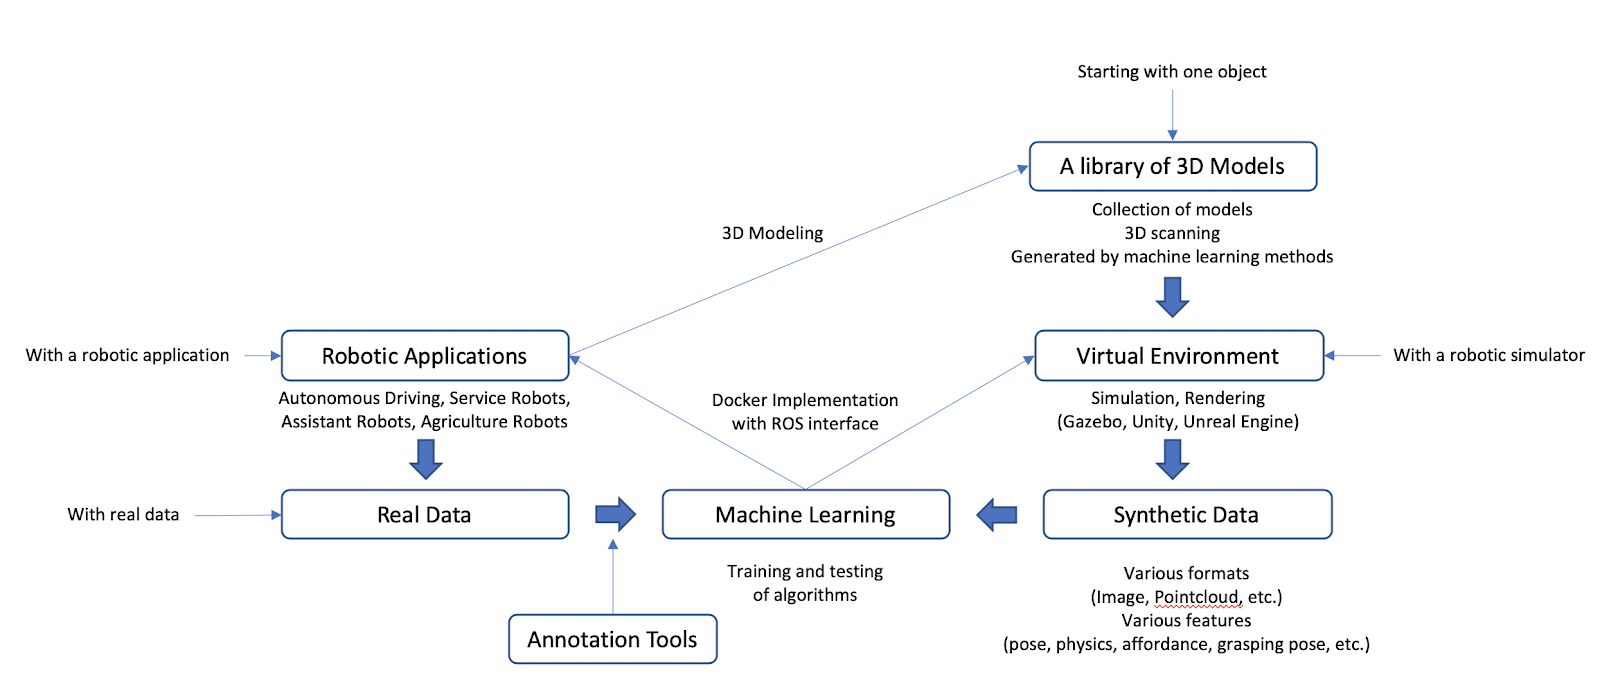 Starting with one object
A library of 3D Models
Collection of models
3D scanning
Generated by machine learning methods
3D Modeling
With a robotic application
Robotic Applications
Autonomous Driving, Service Robots,
Assistant Robots, Agriculture Robots
Docker Implementation
with ROS interface
Virtual Environment
With a robotic simulator
Simulation, Rendering
(Gazebo, Unity, Unreal Engine)
With real data
Real Data
Machine Learning
Synthetic Data
Training and testing
of algorithms
Various formats
(Image, Pointcloud, etc.)
Various features
(pose, physics, affordance, grasping pose, etc.)
Annotation Tools